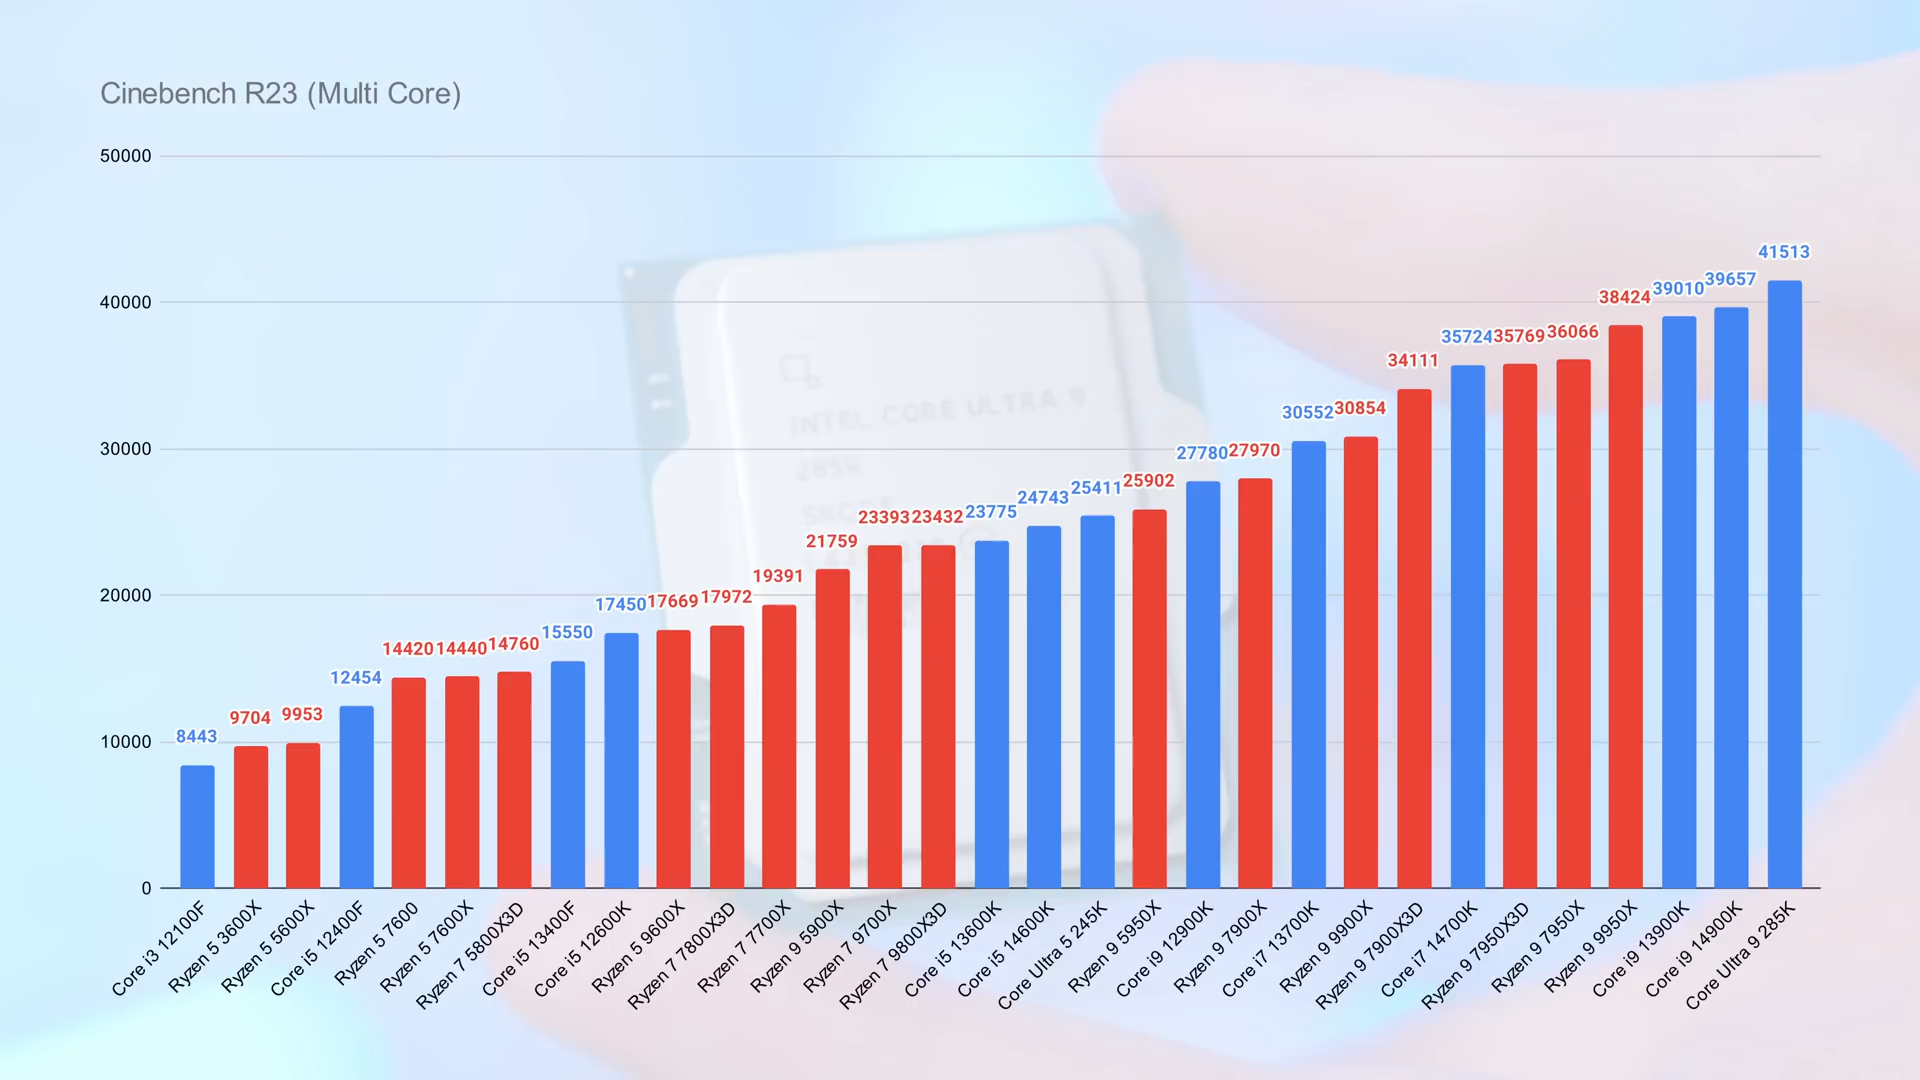 Cinebench R23 (Multi Core)
50000
40000
30000
20000
10000
0
8443
9704
9953
12454
14420
14440
14760
15550
17450
17669
17972
19391
21759
23393
23432
23775
24743
25411
25902
27780
27970
30552
30854
34111
35724
35769
36066
38424
39010
39657
41513
INTEL CORE ULTRA 9
285K
Core i3 12100F
Ryzen 5 3600X
Ryzen 5 5600X
Core i5 12400F
Ryzen 5 7600
Ryzen 5 7600X
Ryzen 7 5800X3D
Core i5 13400F
Core i5 12600K
Ryzen 5 9600X
Ryzen 7 7800X3D
Ryzen 7 7700X
Ryzen 9 5900X
Ryzen 7 9700X
Ryzen 7 9800X3D
Core i5 13600K
Core i5 14600K
Core Ultra 5 245K
Ryzen 9 5950X
Core i9 12900K
Ryzen 9 7900X
Core i7 13700K
Ryzen 9 9900X
Ryzen 9 7900X3D
Core i7 14700K
Ryzen 9 7950X3D
Ryzen 9 7950X
Ryzen 9 9950X
Core i9 13900K
Core i9 14900K
Core Ultra 9 285K